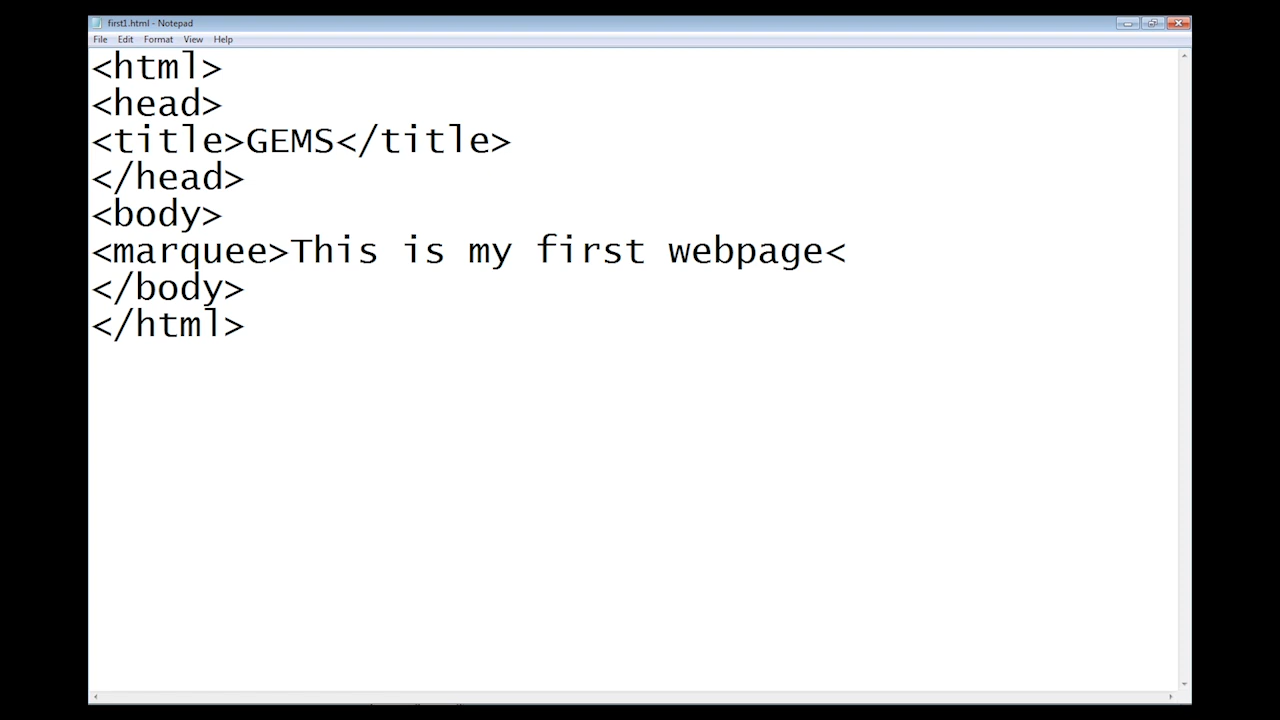 first1.html - Notepad
File Edit Format View Help
<html>
<head>
<title>GEMS</title>
</head>
<body>
<marquee>This is my first webpage<
</body>
</html>